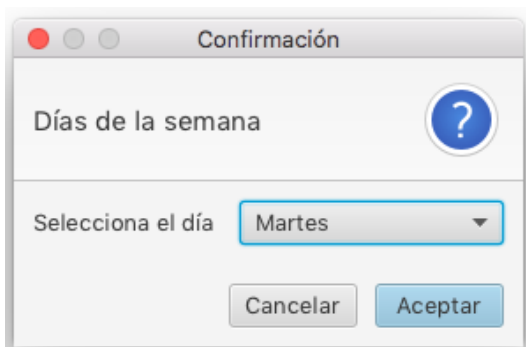 Confirmación
Días de la semana
?
Selecciona el día Martes
Cancelar Aceptar